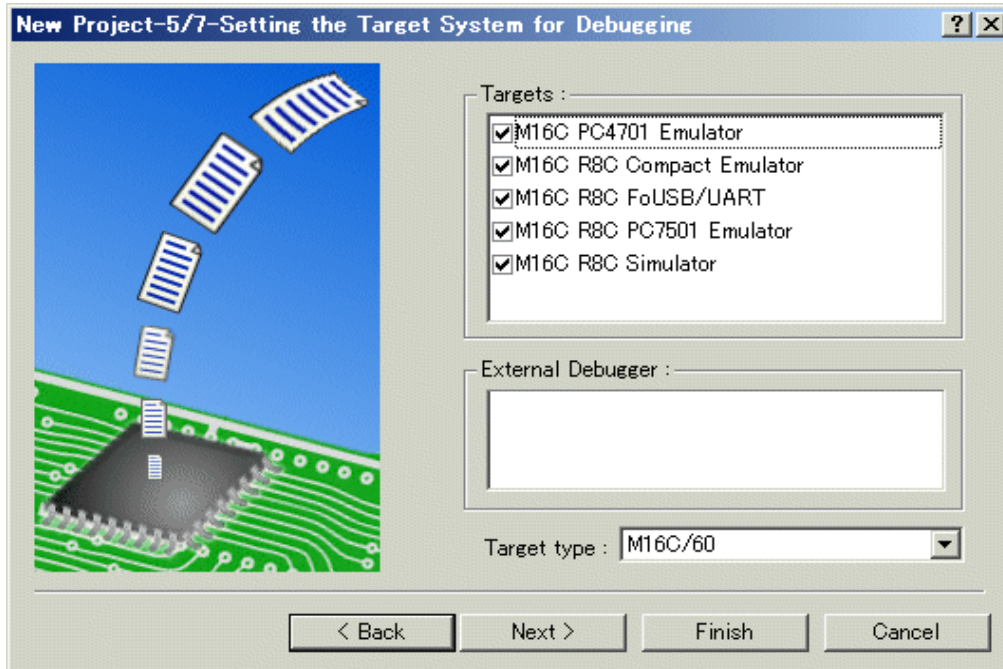 New Project-5/7-Setting the Target System for Debugging
Targets :
M16C PC4701 Emulator
M16C R8C Compact Emulator
M16C R8C FoUSB/UART
M16C R8C PC7501 Emulator
M16C R8C Simulator
External Debugger :
Target type : M16C/60
< Back Next > Finish Cancel